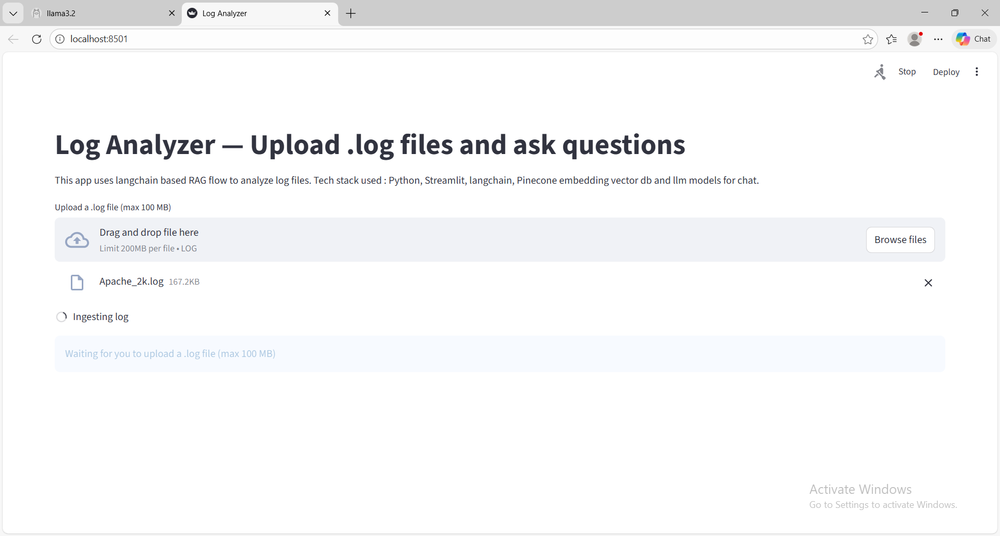 llama3.2
Log Analyzer
localhost:8501
Chat
Stop
Deploy
Log Analyzer — Upload .log files and ask questions
This app uses langchain based RAG flow to analyze log files. Tech stack used : Python, Streamlit, langchain, Pinecone embedding vector db and llm models for chat.
Upload a .log file (max 100 MB)
Drag and drop file here
Limit 200MB per file • LOG
Browse files
Apache_2k.log 167.2KB
Ingesting log
Waiting for you to upload a .log file (max 100 MB)
Activate Windows
Go to Settings to activate Windows.